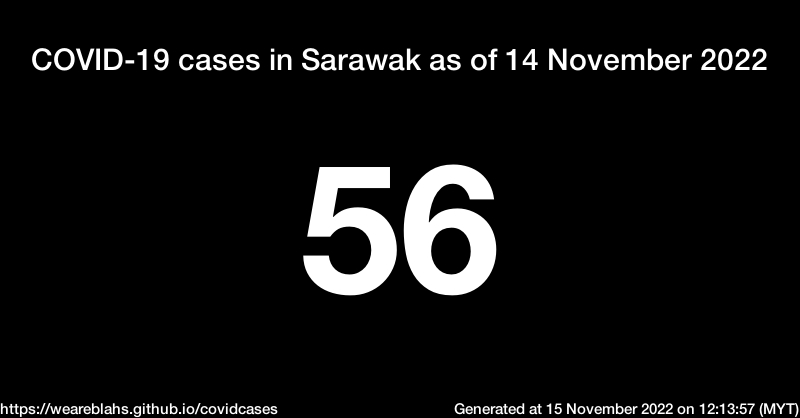 COVID-19 cases in Sarawak as of 14 November 2022
56
https://weareblahs.github.io/covidcases
Generated at 15 November 2022 on 12:13:57 (MYT)